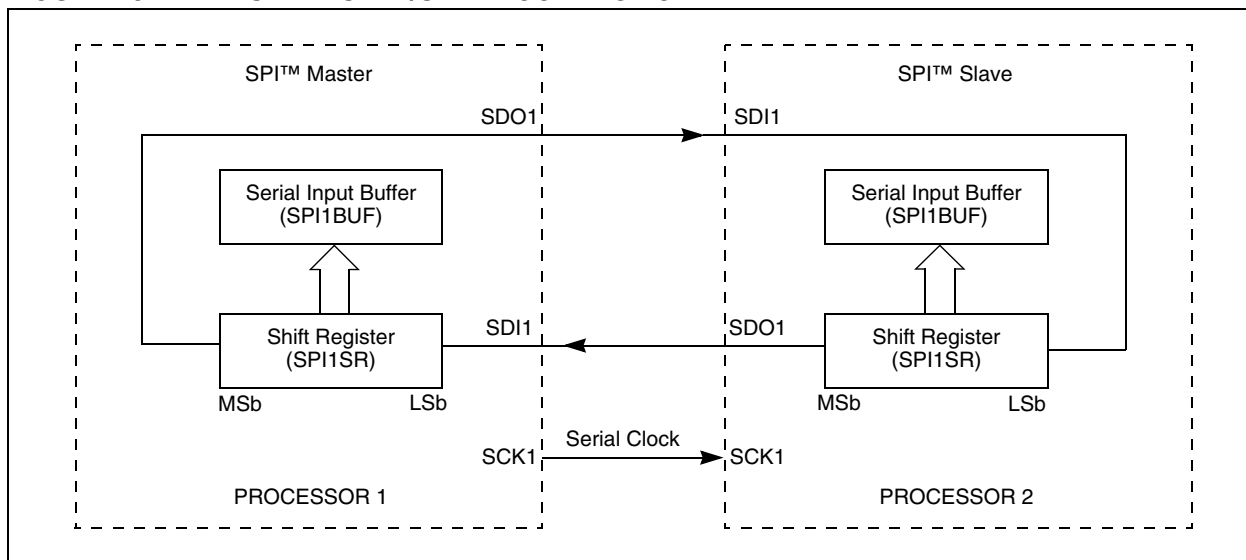 SPI™ Master
SPI™ Slave
SDO1
SDI1
Serial Input Buffer
(SPI1BUF)
Serial Input Buffer
(SPI1BUF)
SDI1
SDO1
Shift Register
(SPI1SR)
Shift Register
(SPI1SR)
MSb
LSb
MSb
LSb
Serial Clock
SCK1
SCK1
PROCESSOR 1
PROCESSOR 2